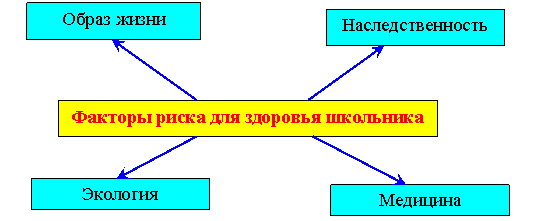 Образ жизни
Наследственность
Факторы риска для здоровья школьника
Экология
Медицина